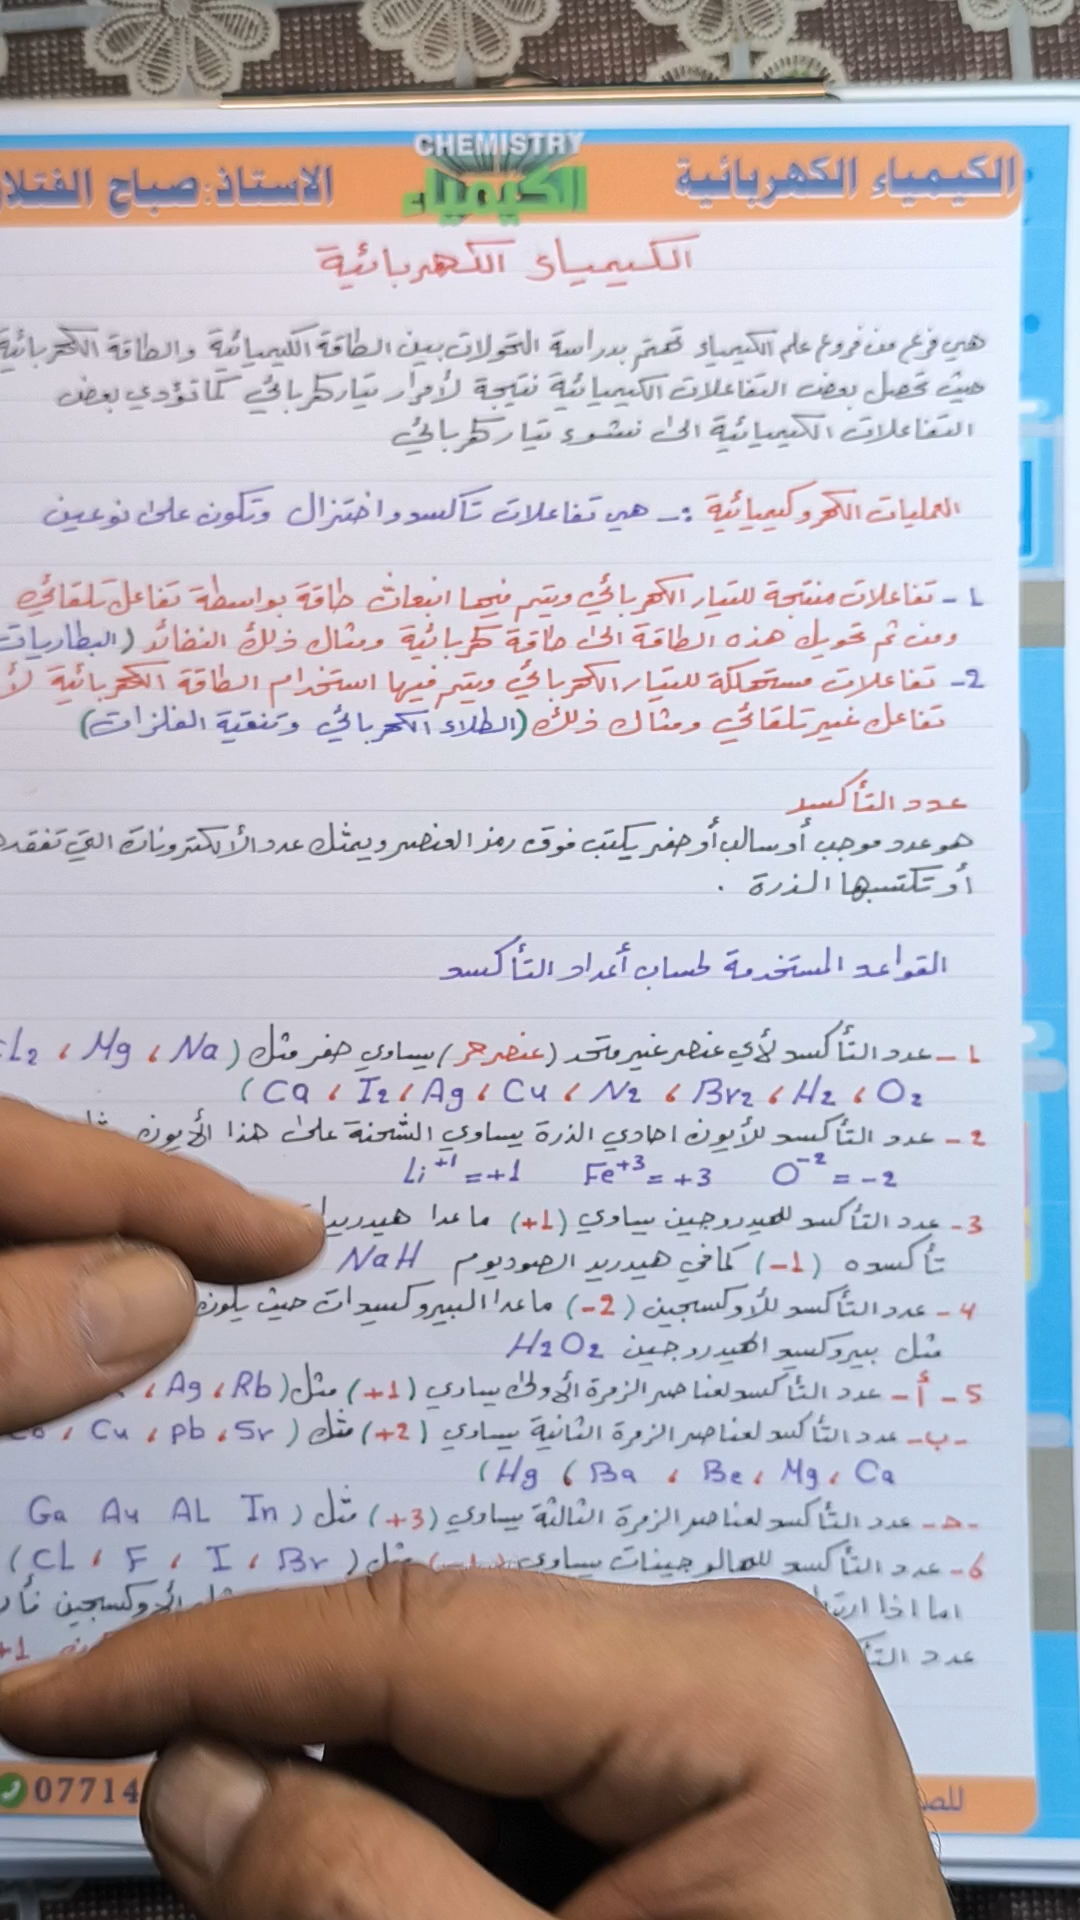 CHEMISTRY
الكيمياء الكهربائية
الكيمياء
الاستاذ: صباح
الكيمياء الكهربائية
هي فرع من فروع علم الكيمياء تهتم بدراسة التحولات بين الطاقة الكيميائية والطاقة الكهربائية
حيث تحصل بعض التفاعلات الكيميائية نتيجة لأمرار تيار كهربائي كما تؤدي بعض
التفاعلات الكيميائية الى نشوء تيار كهربائي
العمليات الكهروكيميائية :- هي تفاعلات تأكسد واختزال وتكون على نوعين
1- تفاعلات منتجة للتيار الكهربائي ويتم فيها انبعاث طاقة بواسطة تفاعل تلقائي
ومن ثم تحويل هذه الطاقة الى طاقة كهربائية ومثال ذلك النضائد (البطاريات
2- تفاعلات مستهلكة للتيار الكهربائي ويتم فيها استخدام الطاقة الكهربائية
تفاعل غير تلقائي ومثال ذلك (الطلاء الكهربائي وتنقية الفلزات)
عدد التأكسد
هو عدد موجب أو سالب أو صفر يكتب فوق رمز العنصر ويمثل عدد الألكترونات التي تفقدها
أو تكتسبها الذرة .
القواعد المستخدمة لحساب أعداد التأكسد
1- عدد التأكسد لأي عنصر غير متحد (عنصر حر) يساوي صفر مثل (Na ، Mg ،
O2 ، H2 ، Br2 ، N2 ، Cu ، Ag ، I2 ، Ca)
2- عدد التأكسد للأيون احادي الذرة يساوي الشحنة على هذا الأيون
Li⁺¹ = +1 Fe⁺³ = +3 O⁻² = -2
3- عدد التأكسد للهيدروجين يساوي (+1) ماعدا
تأكسده (-1) كما في هيدريد الصوديوم NaH
4- عدد التأكسد للأوكسجين (-2) ماعدا البيروكسيدات حيث يكون
مثل بيروكسيد الهيدروجين H2O2
5- أ- عدد التأكسد لعناصر الزمرة الأولى يساوي (+1) مثل (Rb ، Ag ،
-ب- عدد التأكسد لعناصر الزمرة الثانية يساوي (+2) مثل (Sr ، Pb ، Cu ،
Ca ، Mg ، Be ، Ba ، Hg)
-ج- عدد التأكسد لعناصر الزمرة الثالثة يساوي (+3) مثل (In AL Au Ga
6- عدد التأكسد للهالوجينات يساوي (-1) مثل (Br ، I ، F ، CL)
اما اذا الأوكسجين
عدد +1
07714